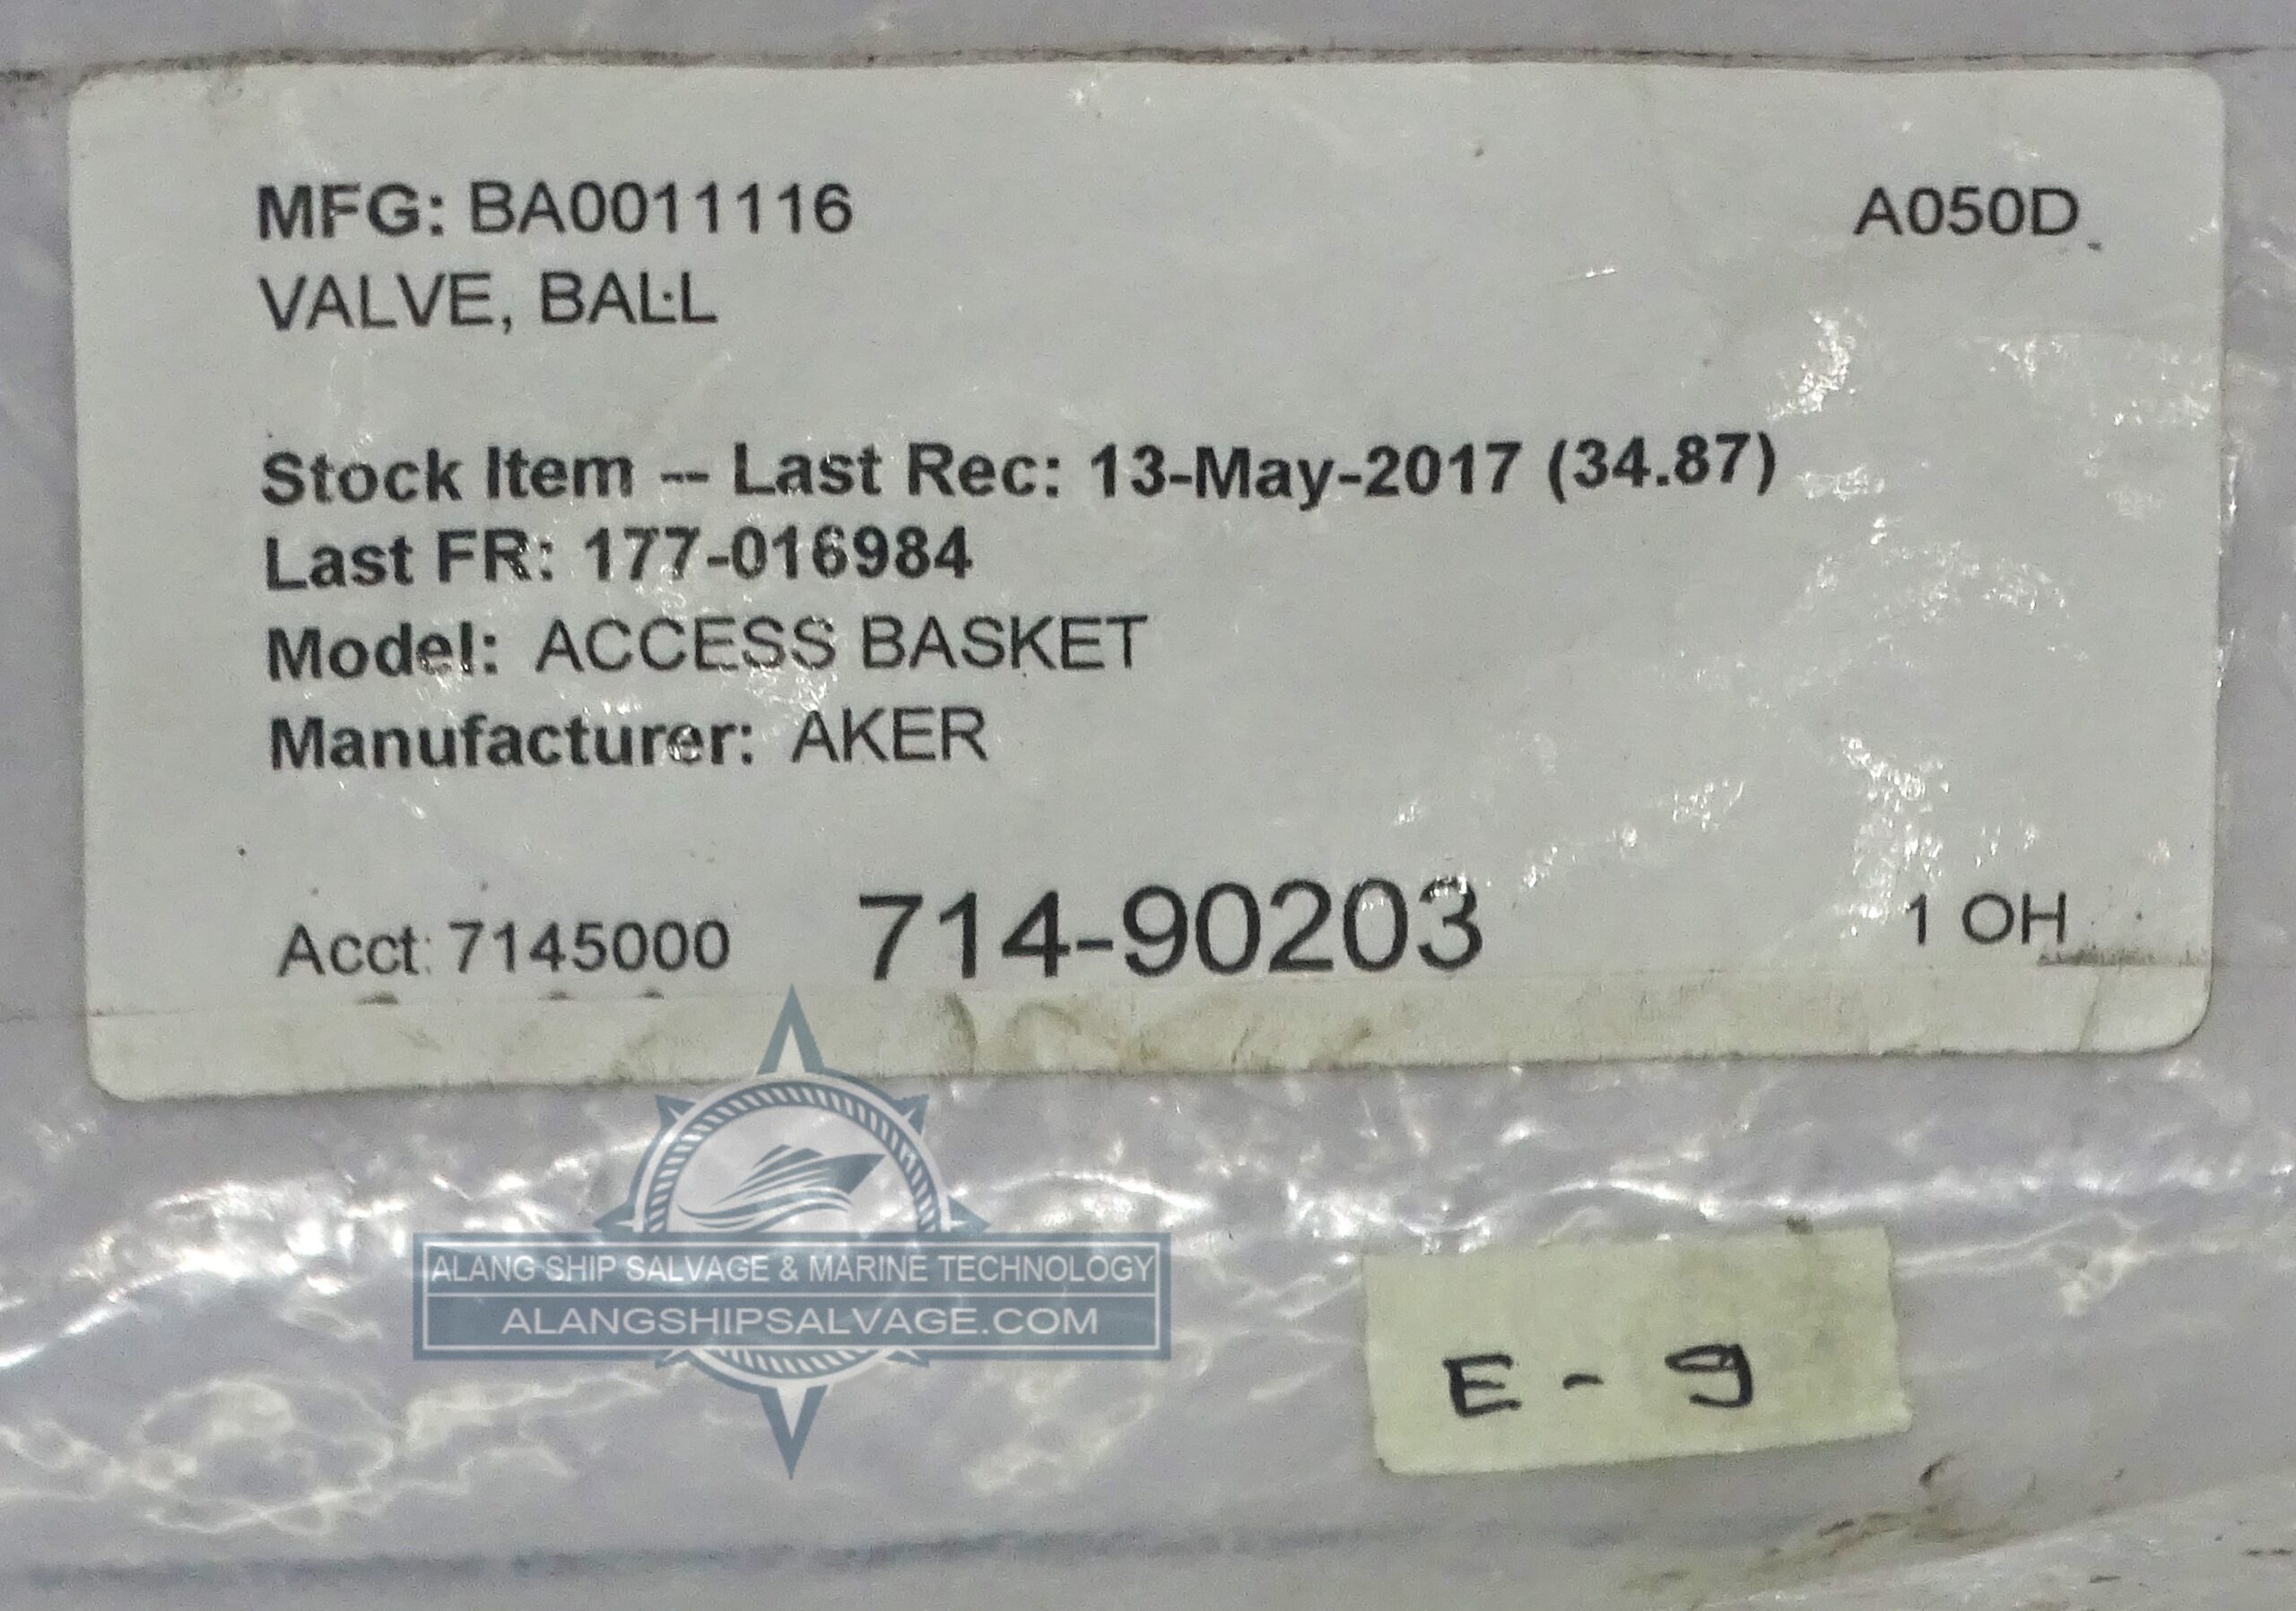 MFG: BA0011116 A050D
VALVE, BALL
Stock Item -- Last Rec: 13-May-2017 (34.87)
Last FR: 177-016984
Model: ACCESS BASKET
Manufacturer: AKER
Acct: 7145000 714-90203 1 OH
ALANG SHIP SALVAGE & MARINE TECHNOLOGY
ALANGSHIPSALVAGE.COM
E - 9